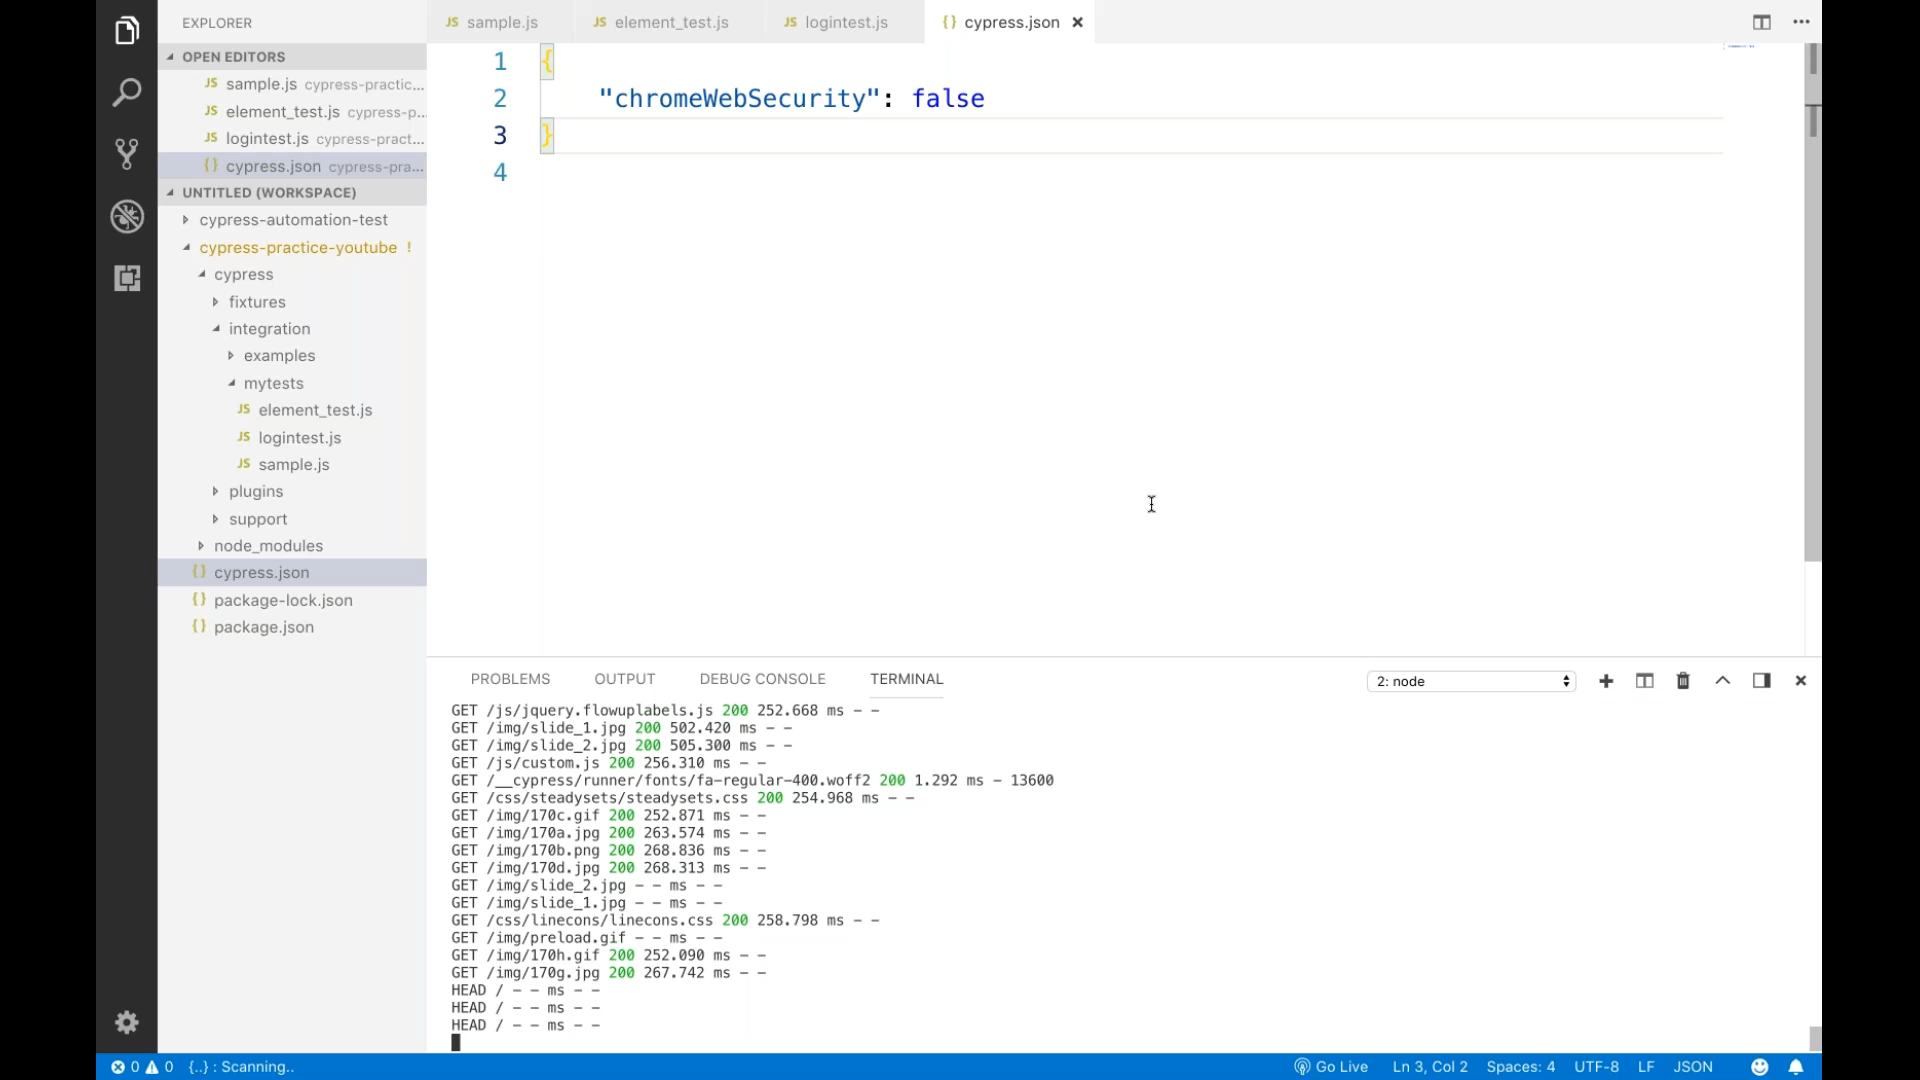 EXPLORER
OPEN EDITORS
JS sample.js cypress-practic...
JS element_test.js cypress-p...
JS logintest.js cypress-pract...
{} cypress.json cypress-pra...
UNTITLED (WORKSPACE)
cypress-automation-test
cypress-practice-youtube !
cypress
fixtures
integration
examples
mytests
JS element_test.js
JS logintest.js
JS sample.js
plugins
support
node_modules
{} cypress.json
{} package-lock.json
{} package.json
JS sample.js JS element_test.js JS logintest.js {} cypress.json
1 {
2 "chromeWebSecurity": false
3 }
4
PROBLEMS OUTPUT DEBUG CONSOLE TERMINAL 2: node
GET /js/jquery.flowuplabels.js 200 252.668 ms - -
GET /img/slide_1.jpg 200 502.420 ms - -
GET /img/slide_2.jpg 200 505.300 ms - -
GET /js/custom.js 200 256.310 ms - -
GET /__cypress/runner/fonts/fa-regular-400.woff2 200 1.292 ms - 13600
GET /css/steadysets/steadysets.css 200 254.968 ms - -
GET /img/170c.gif 200 252.871 ms - -
GET /img/170a.jpg 200 263.574 ms - -
GET /img/170b.png 200 268.836 ms - -
GET /img/170d.jpg 200 268.313 ms - -
GET /img/slide_2.jpg - - ms - -
GET /img/slide_1.jpg - - ms - -
GET /css/linecons/linecons.css 200 258.798 ms - -
GET /img/preload.gif - - ms - -
GET /img/170h.gif 200 252.090 ms - -
GET /img/170g.jpg 200 267.742 ms - -
HEAD / - - ms - -
HEAD / - - ms - -
HEAD / - - ms - -
0 0 {..} : Scanning.. Go Live Ln 3, Col 2 Spaces: 4 UTF-8 LF JSON